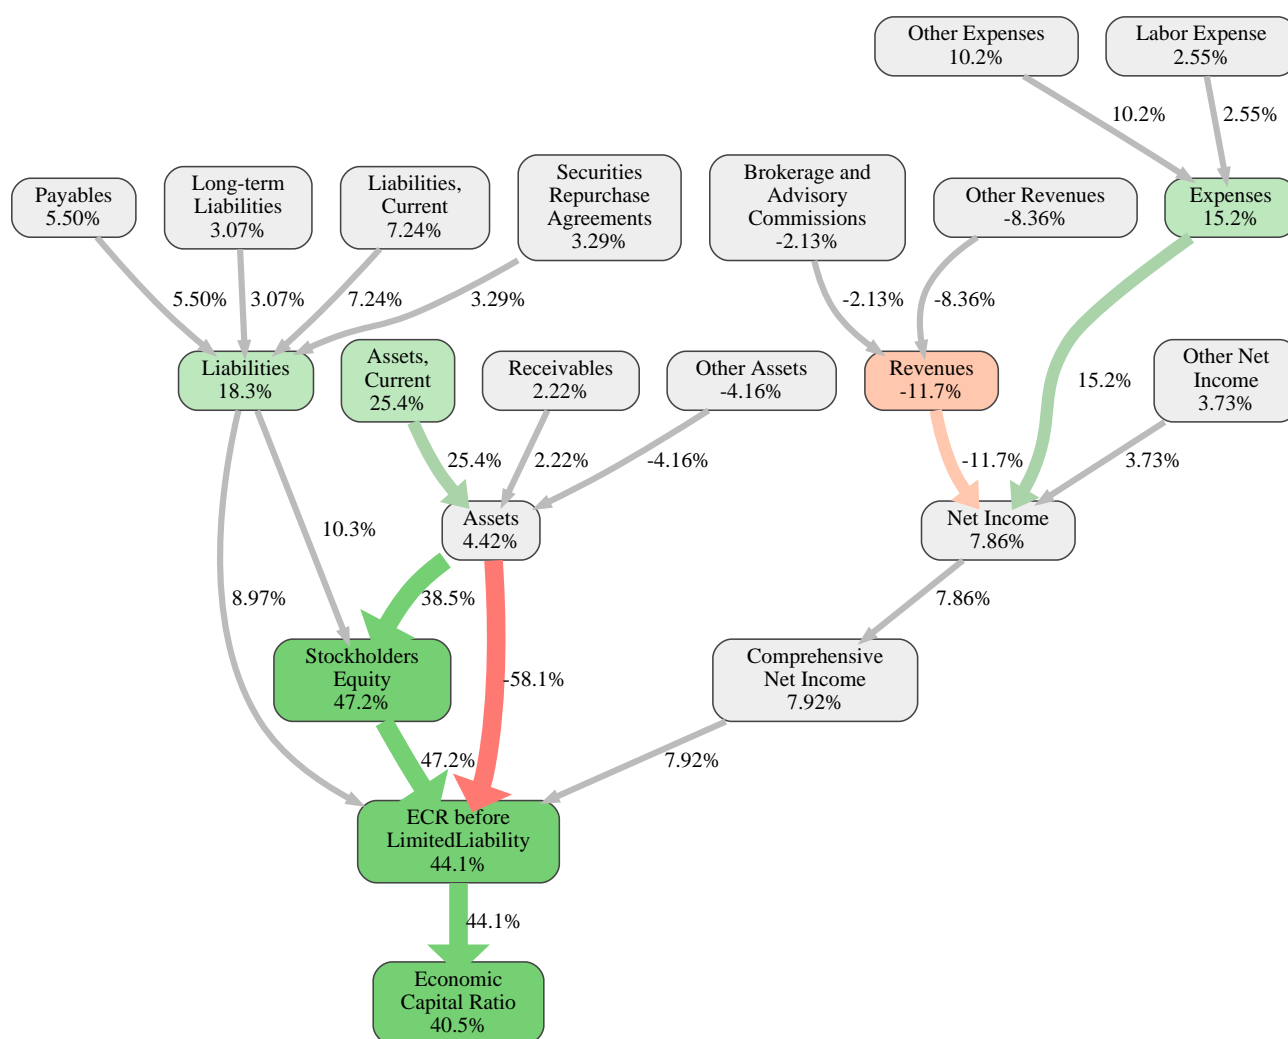 Other Expenses
10.2%
Labor Expense
2.55%
10.2%
2.55%
Payables
5.50%
Long-term
Liabilities
3.07%
Liabilities,
Current
7.24%
Securities
Repurchase
Agreements
3.29%
Brokerage and
Advisory
Commissions
-2.13%
Other Revenues
-8.36%
Expenses
15.2%
5.50%
3.07%
7.24%
3.29%
-2.13%
-8.36%
15.2%
Liabilities
18.3%
Assets,
Current
25.4%
Receivables
2.22%
Other Assets
-4.16%
Revenues
-11.7%
Other Net
Income
3.73%
25.4%
2.22%
-4.16%
-11.7%
3.73%
10.3%
Assets
4.42%
Net Income
7.86%
8.97%
38.5%
-58.1%
7.86%
Stockholders
Equity
47.2%
Comprehensive
Net Income
7.92%
47.2%
7.92%
ECR before
LimitedLiability
44.1%
44.1%
Economic
Capital Ratio
40.5%